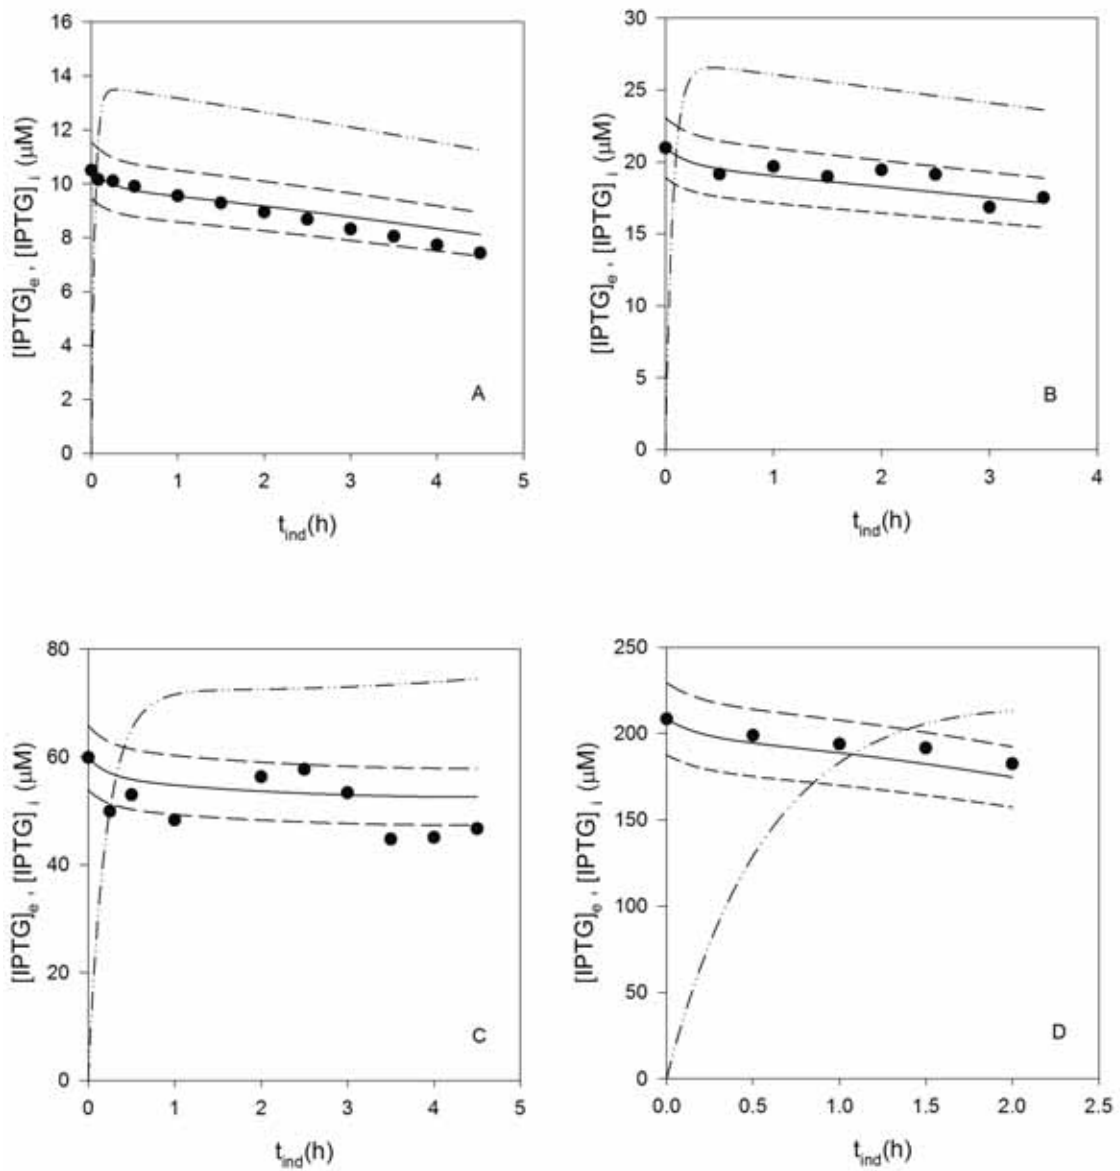 16
14
12
10
8
6
4
2
0
[IPTG]e , [IPTG] i (μM)
A
0 1 2 3 4 5
tind(h)
30
25
20
15
10
5
0
[IPTG]e , [IPTG] i (μM)
B
0 1 2 3 4
tind(h)
80
60
40
20
0
[IPTG]e , [IPTG] i (μM)
C
0 1 2 3 4 5
tind(h)
250
200
150
100
50
0
[IPTG]e , [IPTG] i (μM)
D
0.0 0.5 1.0 1.5 2.0 2.5
tind(h)